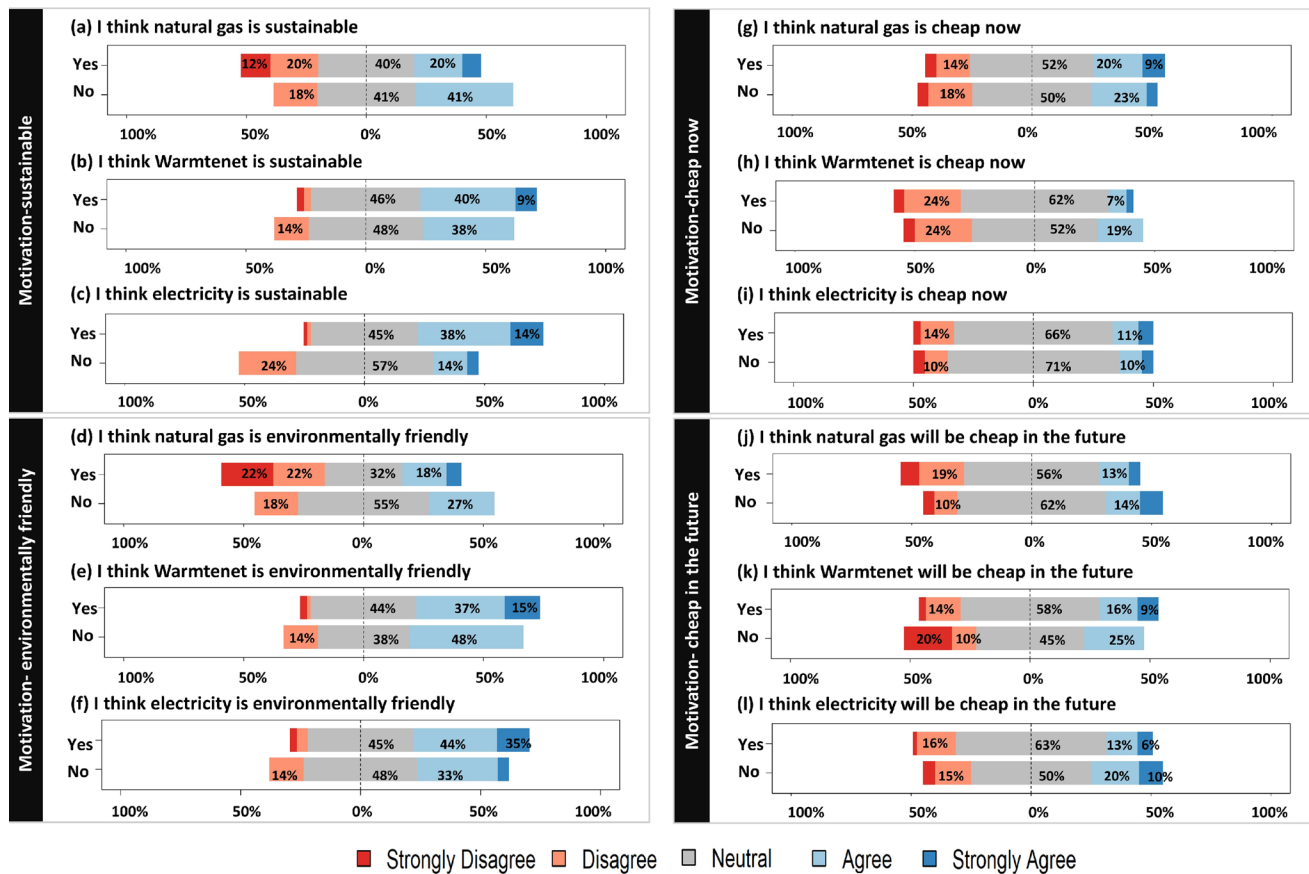 Motivation-sustainable
(a) I think natural gas is sustainable
Yes 12% 20% 40% 20%
No 18% 41% 41%
100% 50% 0% 50% 100%
(b) I think Warmtenet is sustainable
Yes 46% 40% 9%
No 14% 48% 38%
100% 50% 0% 50% 100%
(c) I think electricity is sustainable
Yes 45% 38% 14%
No 24% 57% 14%
100% 50% 0% 50% 100%
Motivation- environmentally friendly
(d) I think natural gas is environmentally friendly
Yes 22% 22% 32% 18%
No 18% 55% 27%
100% 50% 0% 50% 100%
(e) I think Warmtenet is environmentally friendly
Yes 44% 37% 15%
No 14% 38% 48%
100% 50% 0% 50% 100%
(f) I think electricity is environmentally friendly
Yes 45% 44% 35%
No 14% 48% 33%
100% 50% 0% 50% 100%
Motivation-cheap now
(g) I think natural gas is cheap now
Yes 14% 52% 20% 9%
No 18% 50% 23%
100% 50% 0% 50% 100%
(h) I think Warmtenet is cheap now
Yes 24% 62% 7%
No 24% 52% 19%
100% 50% 0% 50% 100%
(i) I think electricity is cheap now
Yes 14% 66% 11%
No 10% 71% 10%
100% 50% 0% 50% 100%
Motivation- cheap in the future
(j) I think natural gas will be cheap in the future
Yes 19% 56% 13%
No 10% 62% 14%
100% 50% 0% 50% 100%
(k) I think Warmtenet will be cheap in the future
Yes 14% 58% 16% 9%
No 20% 10% 45% 25%
100% 50% 0% 50% 100%
(l) I think electricity will be cheap in the future
Yes 16% 63% 13% 6%
No 15% 50% 20% 10%
100% 50% 0% 50% 100%
Strongly Disagree Disagree Neutral Agree Strongly Agree